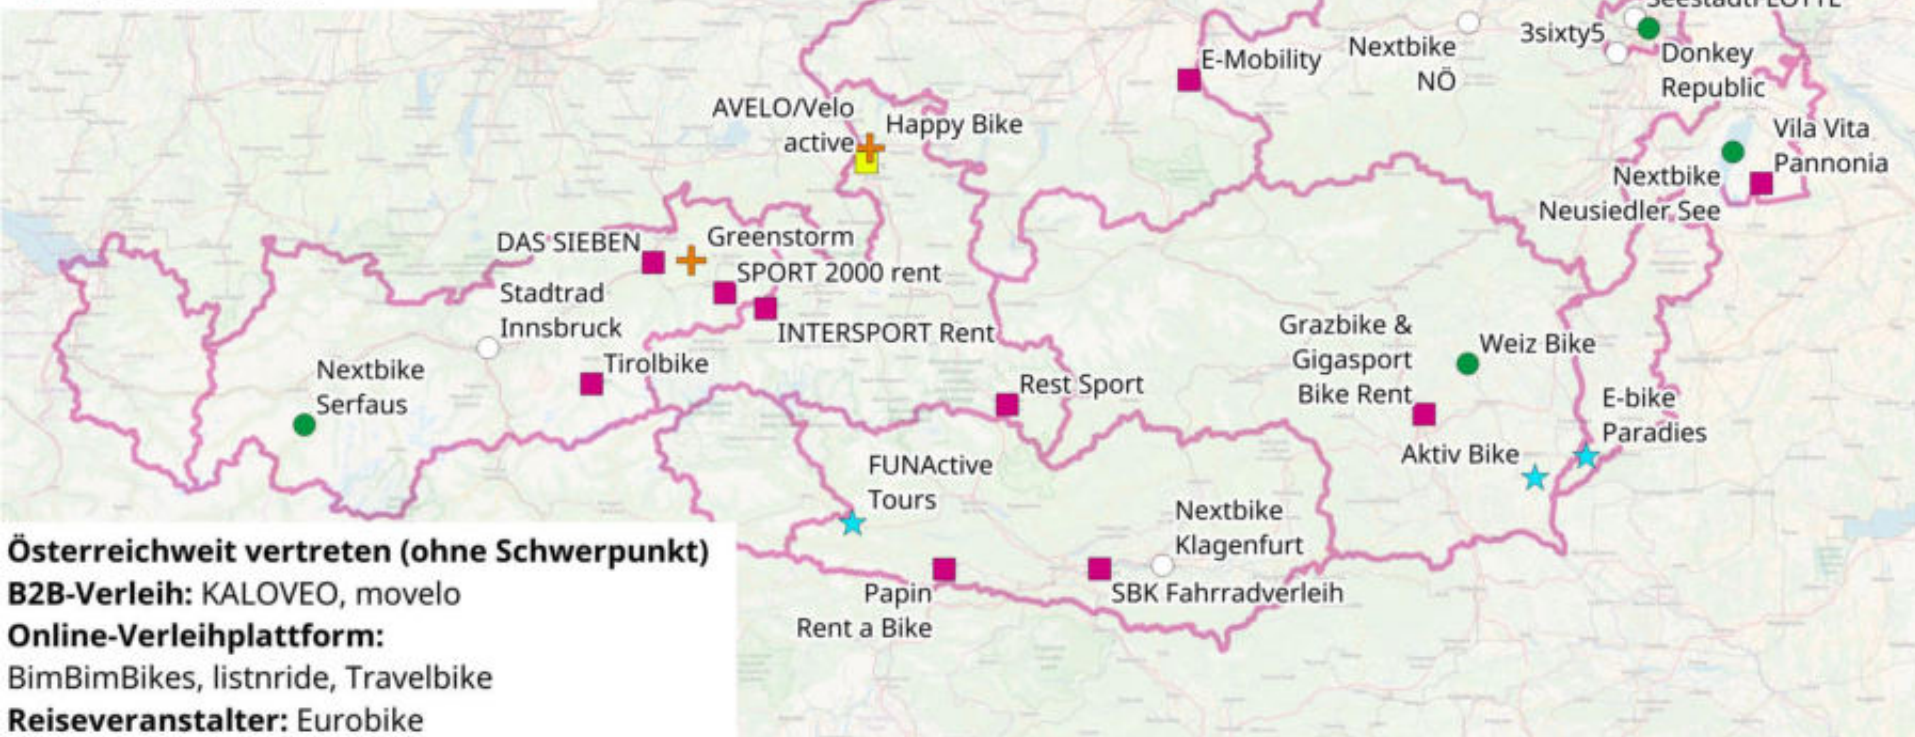 SeestadtFLOTTE
3sixty5
Donkey
Republic
Nextbike
NÖ
E-Mobility
AVELO/Velo
active
Happy Bike
Vila Vita
Pannonia
Nextbike
Neusiedler See
DAS SIEBEN
Greenstorm
SPORT 2000 rent
INTERSPORT Rent
Stadtrad
Innsbruck
Tirolbike
Nextbike
Serfaus
Rest Sport
Grazbike &
Gigasport
Bike Rent
Weiz Bike
E-bike
Paradies
Aktiv Bike
FUNActive
Tours
Nextbike
Klagenfurt
SBK Fahrradverleih
Papin
Rent a Bike
Österreichweit vertreten (ohne Schwerpunkt)
B2B-Verleih: KALOVEO, movelo
Online-Verleihplattform:
BimBimBikes, listnride, Travelbike
Reiseveranstalter: Eurobike